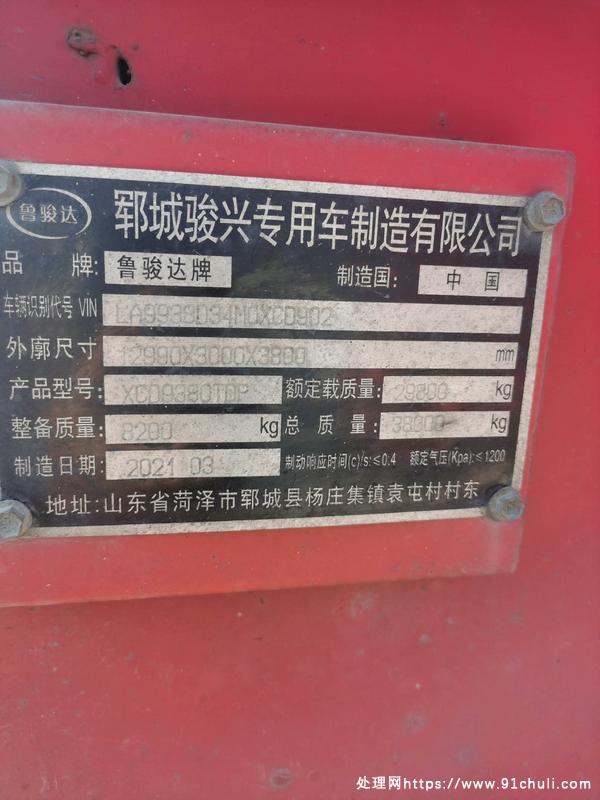 鲁骏达 郓城骏兴专用车制造有限公司
品 牌: 鲁骏达牌 制造国: 中 国
车辆识别代号 VIN LA9938D34M0XCD902
外廓尺寸 12990X3000X3800 mm
产品型号: XCD9380TDP 额定载质量: 29800 kg
整备质量: 8200 kg 总 质 量: 38000 kg
制造日期: 2021 03 制动响应时间(c)/s:≤0.4 额定气压(Kpa):≤1200
地址:山东省菏泽市郓城县杨庄集镇袁屯村村东
处理网https://www.91chuli.com